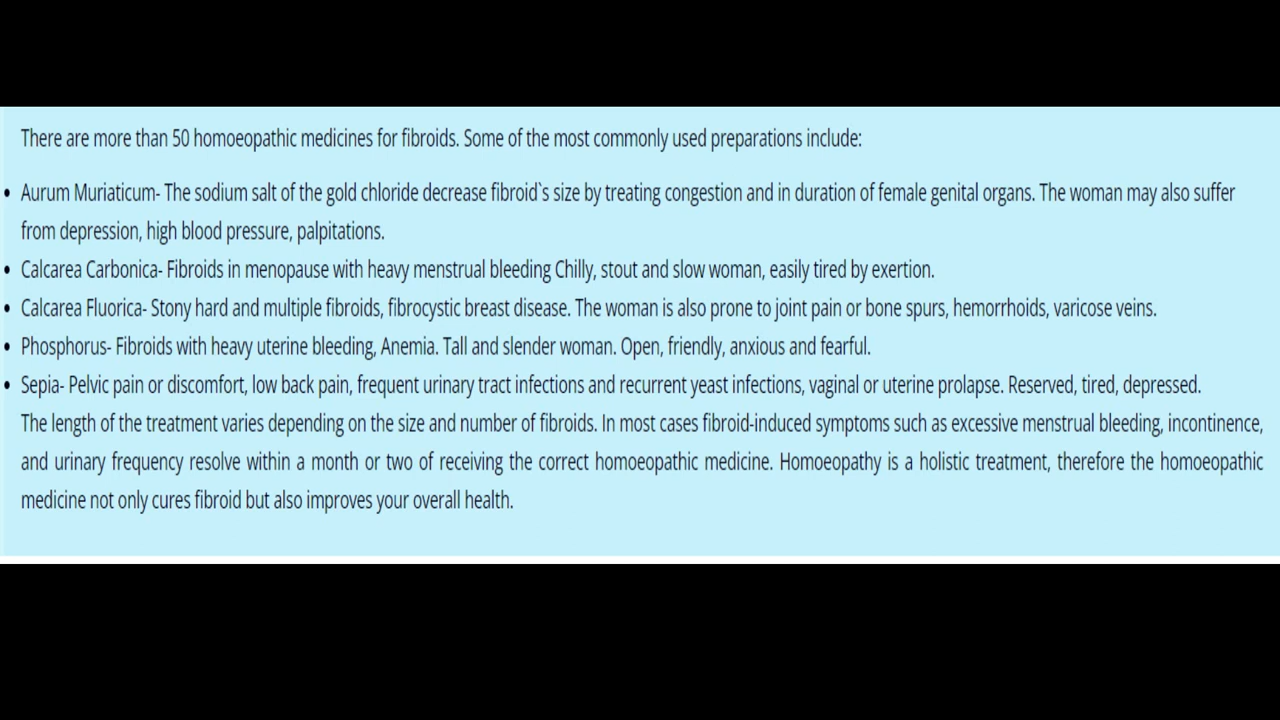 There are more than 50 homoeopathic medicines for fibroids. Some of the most commonly used preparations include:
• Aurum Muriaticum- The sodium salt of the gold chloride decrease fibroid`s size by treating congestion and in duration of female genital organs. The woman may also suffer
from depression, high blood pressure, palpitations.
• Calcarea Carbonica- Fibroids in menopause with heavy menstrual bleeding Chilly, stout and slow woman, easily tired by exertion.
• Calcarea Fluorica- Stony hard and multiple fibroids, fibrocystic breast disease. The woman is also prone to joint pain or bone spurs, hemorrhoids, varicose veins.
• Phosphorus- Fibroids with heavy uterine bleeding, Anemia. Tall and slender woman. Open, friendly, anxious and fearful.
• Sepia- Pelvic pain or discomfort, low back pain, frequent urinary tract infections and recurrent yeast infections, vaginal or uterine prolapse. Reserved, tired, depressed.
The length of the treatment varies depending on the size and number of fibroids. In most cases fibroid-induced symptoms such as excessive menstrual bleeding, incontinence,
and urinary frequency resolve within a month or two of receiving the correct homoeopathic medicine. Homoeopathy is a holistic treatment, therefore the homoeopathic
medicine not only cures fibroid but also improves your overall health.